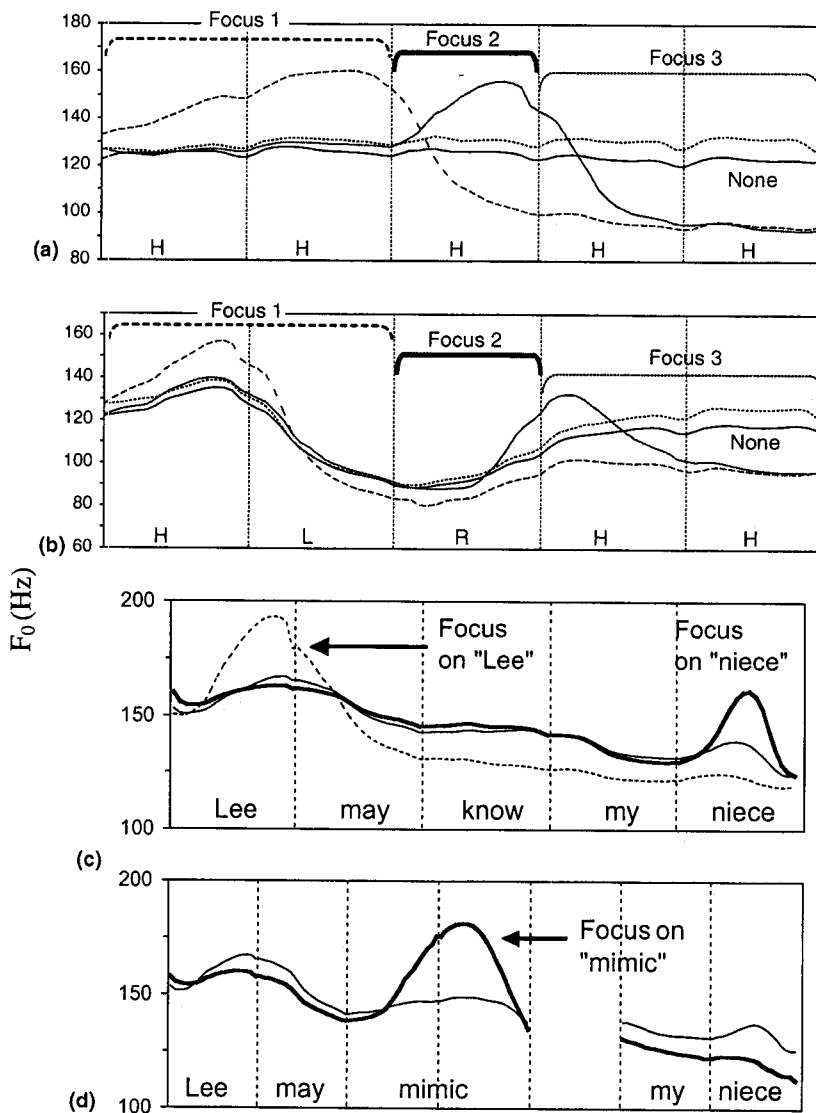 180
160
140
120
100
80
Focus 1
Focus 2
Focus 3
None
(a)
H H H H H
160
140
120
100
80
60
Focus 1
Focus 2
Focus 3
None
(b)
H L R H H
F₀ (Hz)
200
150
100
Focus
on "Lee"
Focus
on "niece"
Lee may know my niece
(c)
200
150
100
Focus on
"mimic"
Lee may mimic my niece
(d)